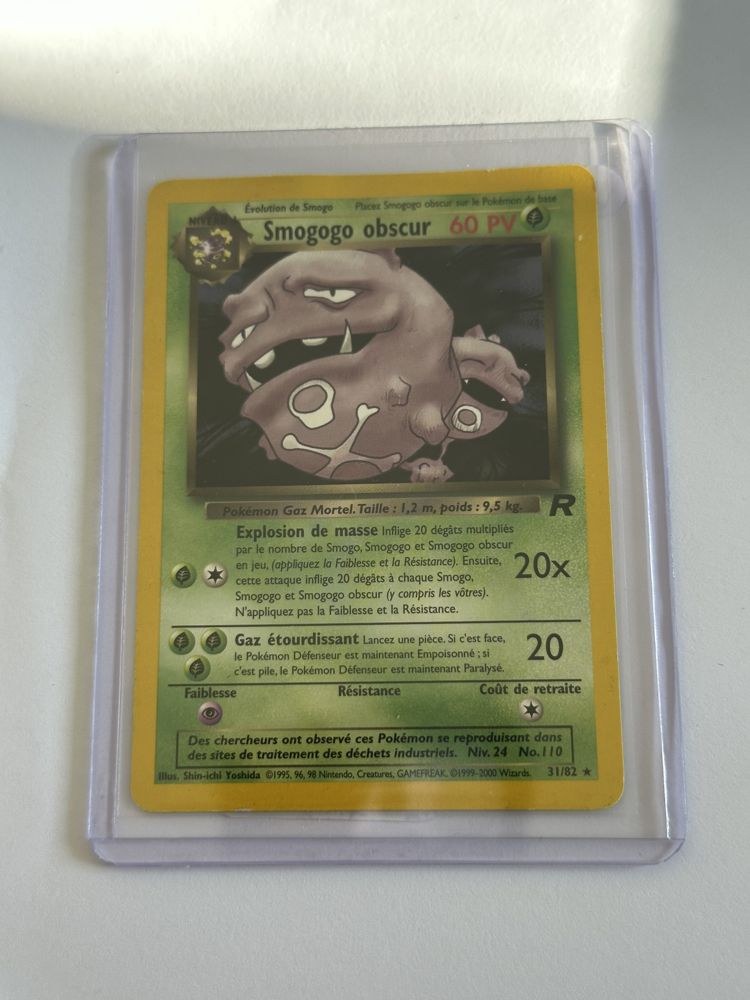 Évolution de Smogo Placez Smogogo obscur sur le Pokémon de base
NIVEAU
Smogogo obscur 60 PV
Pokémon Gaz Mortel. Taille : 1,2 m, poids : 9,5 kg.
R
Explosion de masse Inflige 20 dégâts multipliés
par le nombre de Smogo, Smogogo et Smogogo obscur
en jeu, (appliquez la Faiblesse et la Résistance). Ensuite,
cette attaque inflige 20 dégâts à chaque Smogo,
Smogogo et Smogogo obscur (y compris les vôtres).
N'appliquez pas la Faiblesse et la Résistance.
20x
Gaz étourdissant Lancez une pièce. Si c'est face,
le Pokémon Défenseur est maintenant Empoisonné ; si
c'est pile, le Pokémon Défenseur est maintenant Paralysé.
20
Faiblesse Résistance Coût de retraite
Des chercheurs ont observé ces Pokémon se reproduisant dans
des sites de traitement des déchets industriels. Niv. 24 No.110
Illus. Shin-ichi Yoshida ©1995, 96, 98 Nintendo, Creatures, GAMEFREAK. ©1999-2000 Wizards. 31/82 ★